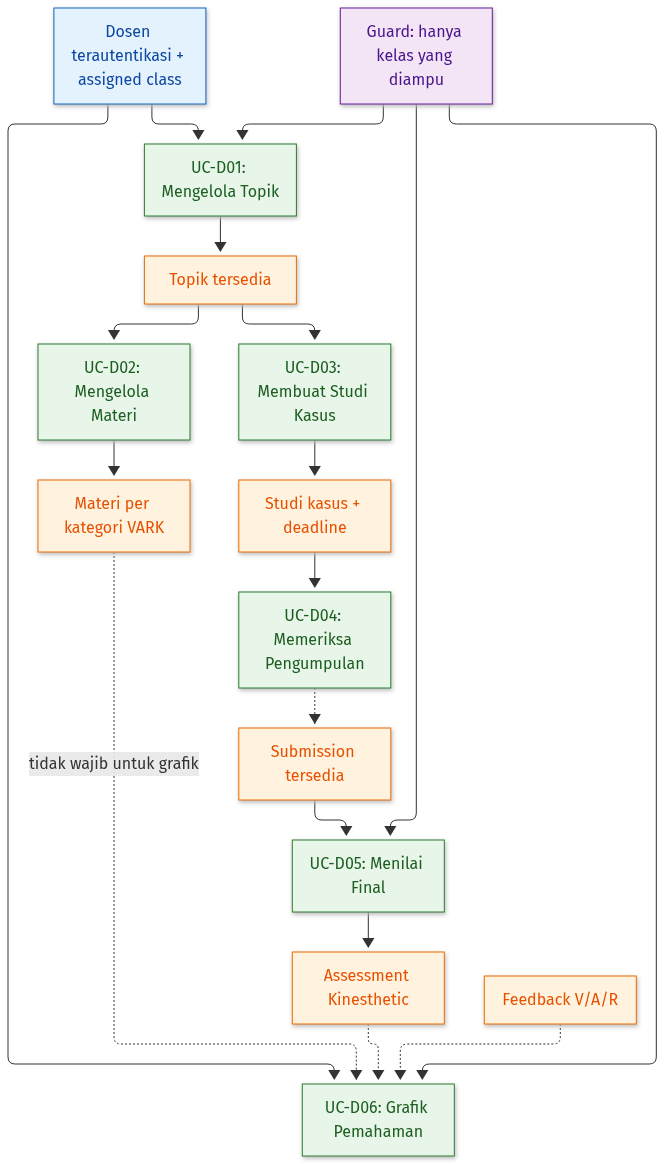 Dosen
terautentikasi +
assigned class
Guard: hanya
kelas yang
diampu
UC-D01:
Mengelola Topik
Topik tersedia
UC-D02:
Mengelola
Materi
UC-D03:
Membuat Studi
Kasus
Materi per
kategori VARK
Studi kasus +
deadline
UC-D04:
Memeriksa
Pengumpulan
tidak wajib untuk grafik
Submission
tersedia
UC-D05: Menilai
Final
Assessment
Kinesthetic
Feedback V/A/R
UC-D06: Grafik
Pemahaman